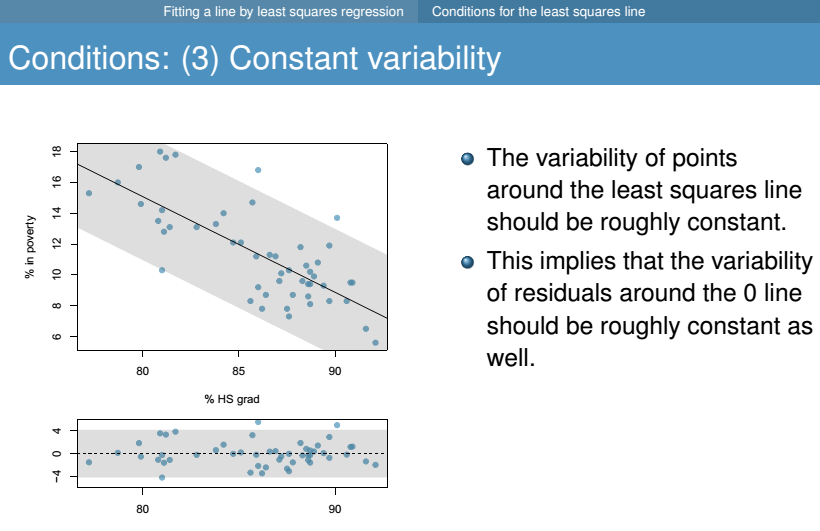 Fitting a line by least squares regression Conditions for the least squares line
Conditions: (3) Constant variability
18
16
14
12
10
8
6
% in poverty
80 85 90
% HS grad
4
0
−4
80 90
The variability of points
around the least squares line
should be roughly constant.
This implies that the variability
of residuals around the 0 line
should be roughly constant as
well.